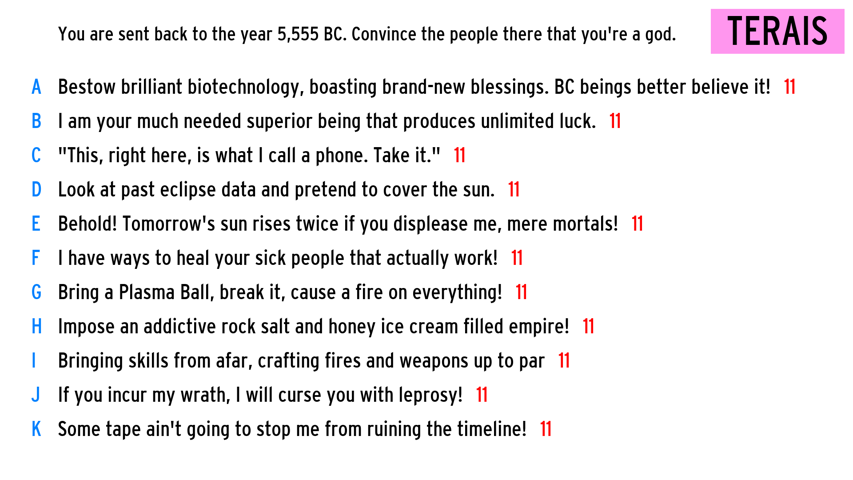 You are sent back to the year 5,555 BC. Convince the people there that you're a god.
TERAIS
A Bestow brilliant biotechnology, boasting brand-new blessings. BC beings better believe it! 11
B I am your much needed superior being that produces unlimited luck. 11
C "This, right here, is what I call a phone. Take it." 11
D Look at past eclipse data and pretend to cover the sun. 11
E Behold! Tomorrow's sun rises twice if you displease me, mere mortals! 11
F I have ways to heal your sick people that actually work! 11
G Bring a Plasma Ball, break it, cause a fire on everything! 11
H Impose an addictive rock salt and honey ice cream filled empire! 11
I Bringing skills from afar, crafting fires and weapons up to par 11
J If you incur my wrath, I will curse you with leprosy! 11
K Some tape ain't going to stop me from ruining the timeline! 11